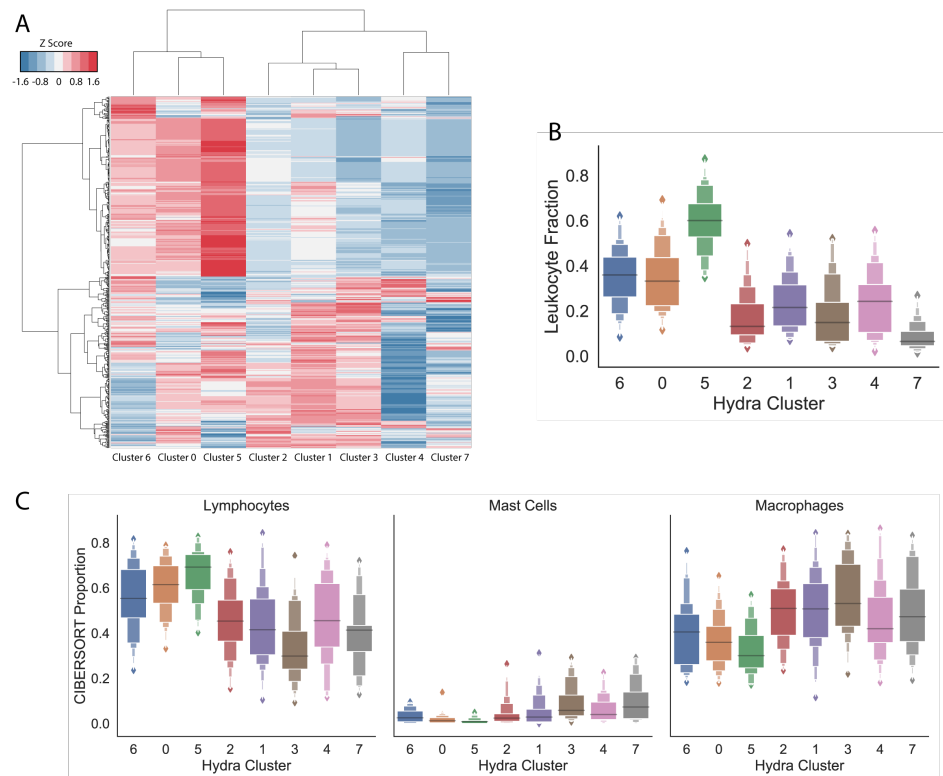 A
Z Score
-1.6 -0.8 0 0.8 1.6
Cluster 6 Cluster 0 Cluster 5 Cluster 2 Cluster 1 Cluster 3 Cluster 4 Cluster 7
B
Leukocyte Fraction
0.8
0.6
0.4
0.2
0.0
6 0 5 2 1 3 4 7
Hydra Cluster
C
Lymphocytes Mast Cells Macrophages
CIBERSORT Proportion
0.8
0.6
0.4
0.2
0.0
6 0 5 2 1 3 4 7 6 0 5 2 1 3 4 7 6 0 5 2 1 3 4 7
Hydra Cluster Hydra Cluster Hydra Cluster